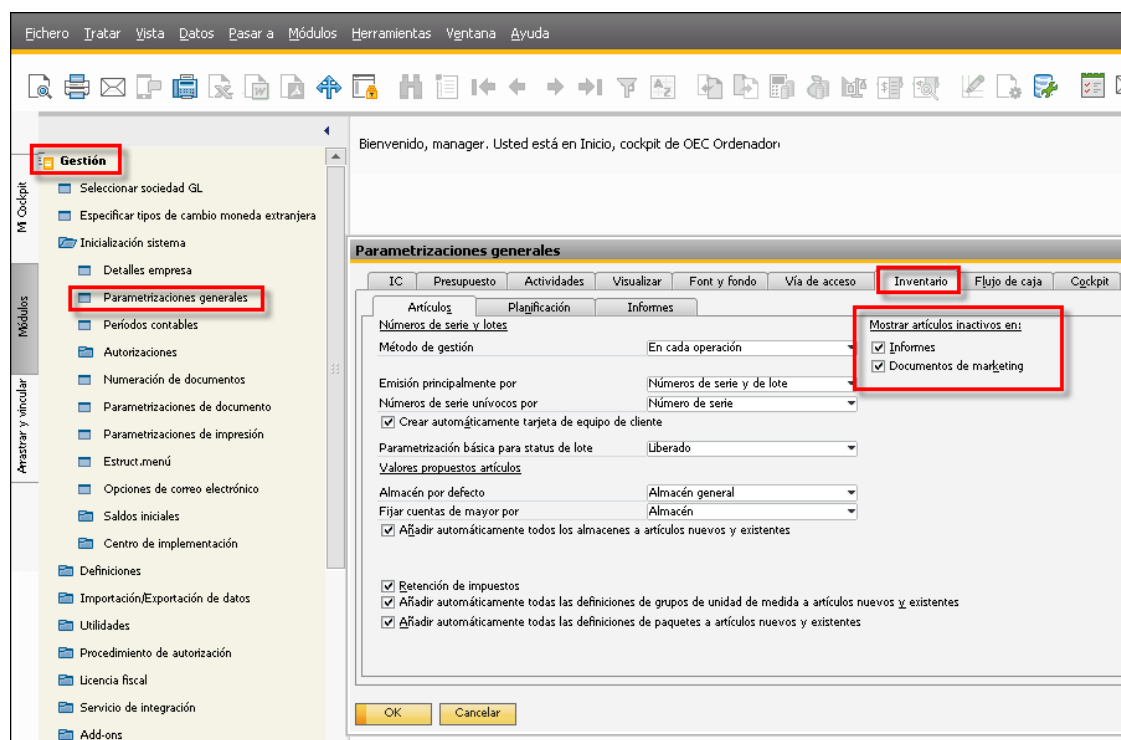 Fichero Tratar Vista Datos Pasar a Módulos Herramientas Ventana Ayuda
Mi Cockpit
Módulos
Arrastrar y vincular
Gestión
Seleccionar sociedad GL
Especificar tipos de cambio moneda extranjera
Inicialización sistema
Detalles empresa
Parametrizaciones generales
Períodos contables
Autorizaciones
Numeración de documentos
Parametrizaciones de documento
Parametrizaciones de impresión
Estruct.menú
Opciones de correo electrónico
Saldos iniciales
Centro de implementación
Definiciones
Importación/Exportación de datos
Utilidades
Procedimiento de autorización
Licencia fiscal
Servicio de integración
Add-ons
Bienvenido, manager. Usted está en Inicio, cockpit de OEC Ordenador
Parametrizaciones generales
IC Presupuesto Actividades Visualizar Font y fondo Vía de acceso Inventario Flujo de caja Cockpit
Artículos Planificación Informes
Números de serie y lotes
Método de gestión En cada operación
Emisión principalmente por Números de serie y de lote
Números de serie unívocos por Número de serie
Crear automáticamente tarjeta de equipo de cliente
Parametrización básica para status de lote Liberado
Valores propuestos artículos
Almacén por defecto Almacén general
Fijar cuentas de mayor por Almacén
Añadir automáticamente todos los almacenes a artículos nuevos y existentes
Retención de impuestos
Añadir automáticamente todas las definiciones de grupos de unidad de medida a artículos nuevos y existentes
Añadir automáticamente todas las definiciones de paquetes a artículos nuevos y existentes
Mostrar artículos inactivos en:
Informes
Documentos de marketing
OK Cancelar